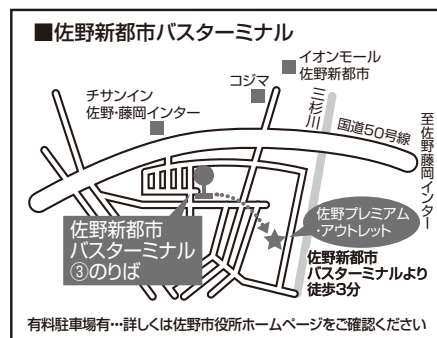 ■佐野新都市バスターミナル
イオンモール
佐野新都市
コジマ
チサンイン
佐野・藤岡インター
三杉川
国道50号線
至佐野藤岡インター
佐野新都市
バスターミナル
③のりば
佐野プレミアム
・アウトレット
佐野新都市
バスターミナルより
徒歩3分
有料駐車場有…詳しくは佐野市役所ホームページをご確認ください